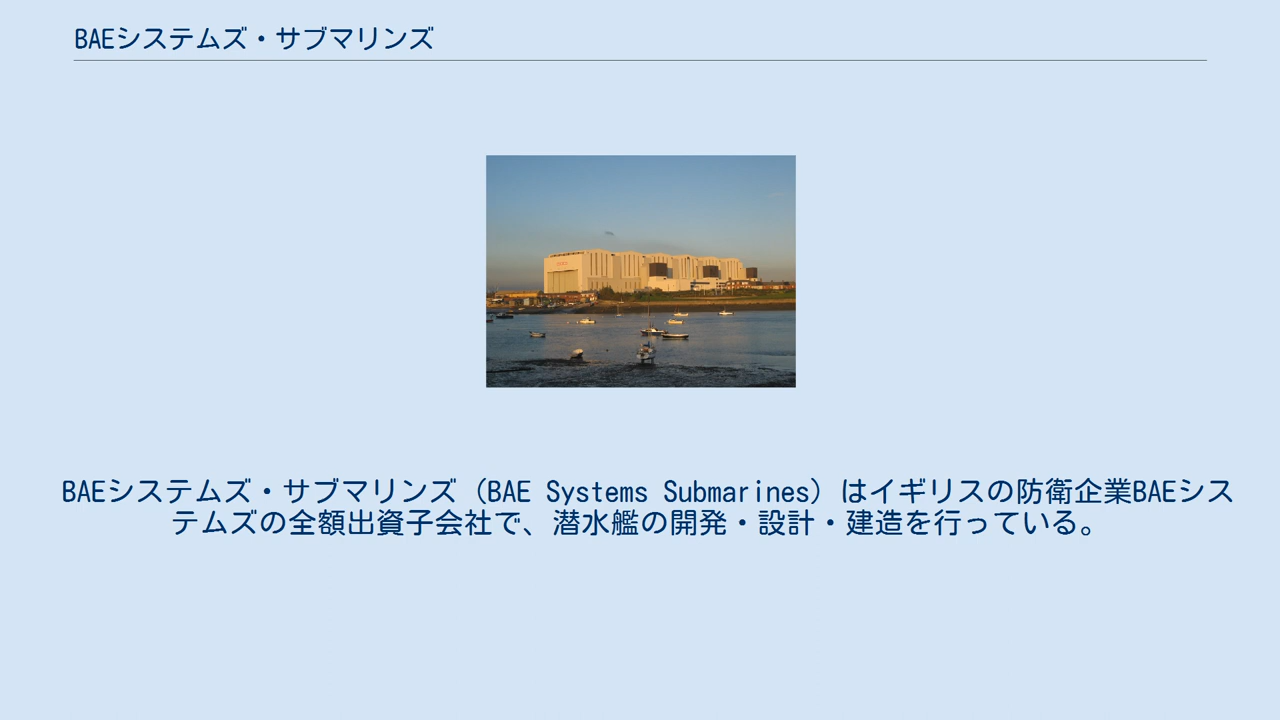 BAEシステムズ・サブマリンズ
BAEシステムズ・サブマリンズ（BAE Systems Submarines）はイギリスの防衛企業BAEシス
テムズの全額出資子会社で、潜水艦の開発・設計・建造を行っている。